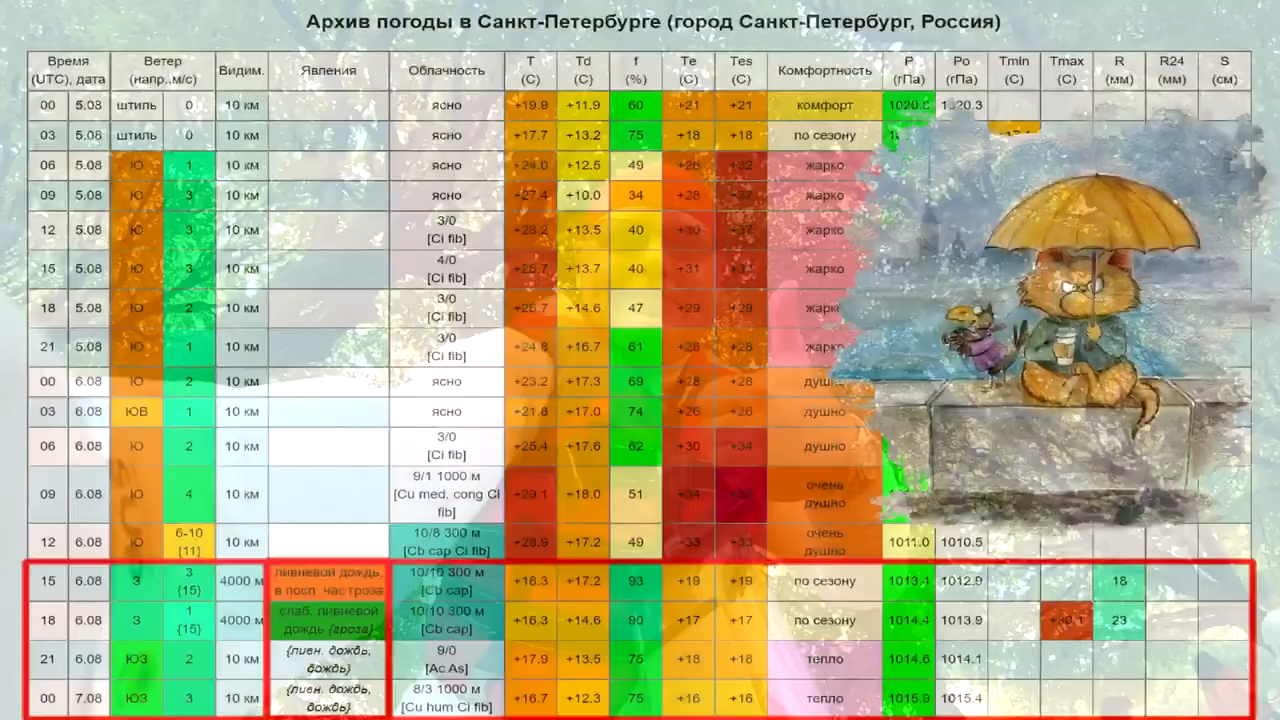 Архив погоды в Санкт-Петербурге (город Санкт-Петербург, Россия)
Время (UTC), дата Ветер (напр.,м/с) Видим. Явления Облачность T (C) Td (C) f (%) Te (C) Tes (C) Комфортность P (гПа) Po (гПа) Tmin (C) Tmax (C) R (мм) R24 (мм) S (см)
00 5.08 штиль 0 10 км ясно +19.9 +11.9 60 +21 +21 комфорт 1020.3
03 5.08 штиль 0 10 км ясно +17.7 +13.2 75 +18 +18 по сезону
06 5.08 Ю 1 10 км ясно +24.0 +12.5 49 +26 +32 жарко
09 5.08 Ю 3 10 км ясно +27.4 +10.0 34 +28 +37 жарко
12 5.08 Ю 3 10 км 3/0 [Ci fib] +28.2 +13.5 40 +30 +37 жарко
15 5.08 Ю 3 10 км 4/0 [Ci fib] +13.7 40 +31 жарко
18 5.08 Ю 2 10 км 3/0 [Ci fib] +26.7 +14.6 47 +29 +29 жарко
21 5.08 Ю 1 10 км 3/0 [Ci fib] +24.8 +16.7 61 +28 +28 жарко
00 6.08 Ю 2 10 км ясно +23.2 +17.3 69 +28 +28 душно
03 6.08 ЮВ 1 10 км ясно +21.8 +17.0 74 +26 +26 душно
06 6.08 Ю 2 10 км 3/0 [Ci fib] +25.4 +17.6 62 +30 +34 душно
09 6.08 Ю 4 10 км 9/1 1000 м [Cu med, cong Ci fib] +29.1 +18.0 51 +34 очень душно
12 6.08 Ю 6-10 {11} 10 км 10/8 300 м [Cb cap Ci fib] +28.9 +17.2 49 +33 +33 очень душно 1011.0 1010.5
15 6.08 З 3 {15} 4000 м ливневой дождь, в посл. час гроза 10/10 300 м [Cb cap] +18.3 +17.2 93 +19 +19 по сезону 1013.4 1012.9 18
18 6.08 З 1 {15} 4000 м слаб. ливневой дождь {гроза} 10/10 300 м [Cb cap] +16.3 +14.6 90 +17 +17 по сезону 1014.4 1013.9 +30.1 23
21 6.08 ЮЗ 2 10 км {ливн. дождь, дождь} 9/0 [Ac As] +17.9 +13.5 75 +18 +18 тепло 1014.6 1014.1
00 7.08 ЮЗ 3 10 км {ливн. дождь, дождь} 8/3 1000 м [Cu hum Ci fib] +16.7 +12.3 75 +16 +16 тепло 1015.9 1015.4